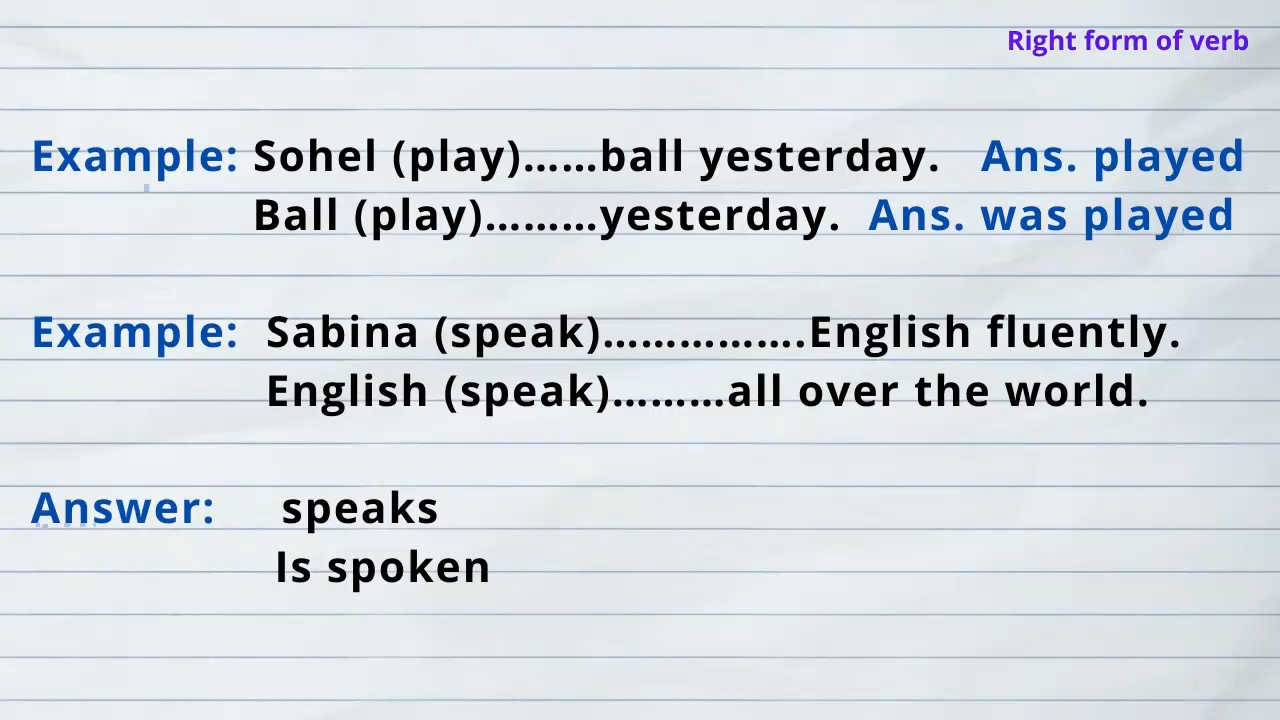 Right form of verb
Example: Sohel (play)......ball yesterday. Ans. played
Ball (play).........yesterday. Ans. was played
Example: Sabina (speak)................English fluently.
English (speak).........all over the world.
Answer: speaks
Is spoken